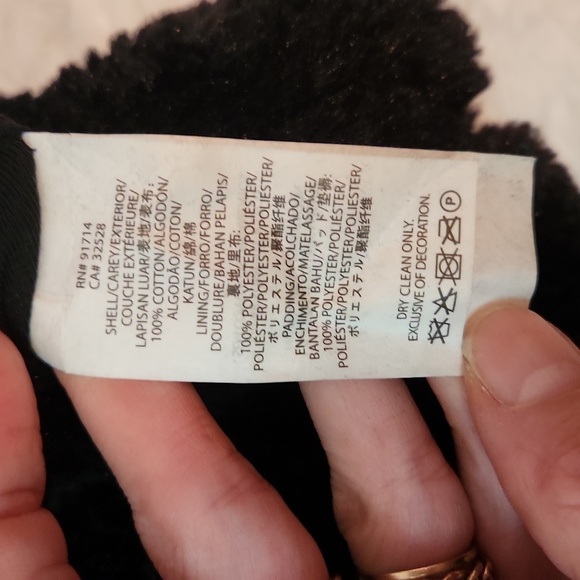 RN# 91714
CA# 32528
SHELL/CAREY/EXTERIOR/
COUCHE EXTÉRIEURE/
LAPISAN LUAR/表地/表布:
100% COTTON/ALGODÓN/
ALGODÃO/COTON/
KATUN/綿/棉
LINING/FORRO/FORRO/
DOUBLURE/BAHAN PELAPIS/
裏地/里布:
100% POLYESTER/POLIÉSTER/
POLIÉSTER/POLYESTER/POLIESTER/
ポリエステル/聚酯纤维
PADDING/ACOLCHADO/
ENCHIMENTO/MATELASSAGE/
BANTALAN BAHU/パッド/垫褥:
100% POLYESTER/POLIÉSTER/
POLIÉSTER/POLYESTER/POLIESTER/
ポリエステル/聚酯纤维
DRY CLEAN ONLY.
EXCLUSIVE OF DECORATION.
P